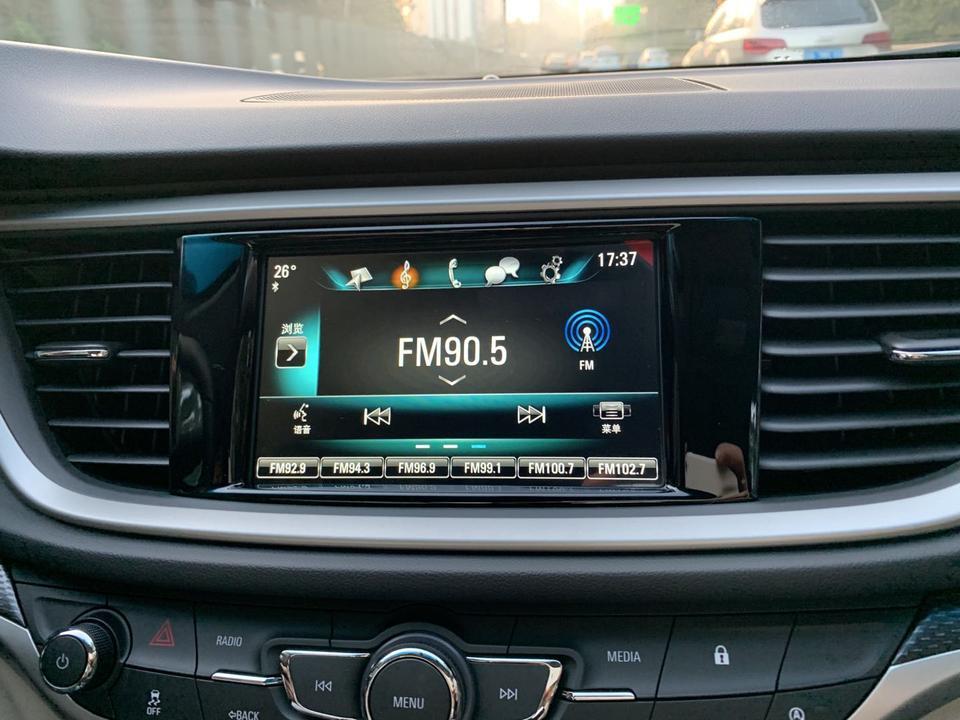 26°
17:37
浏览
FM90.5
FM
语音
菜单
FM92.9
FM94.3
FM96.9
FM99.1
FM100.7
FM102.7
RADIO
MEDIA
MENU
OFF
BACK